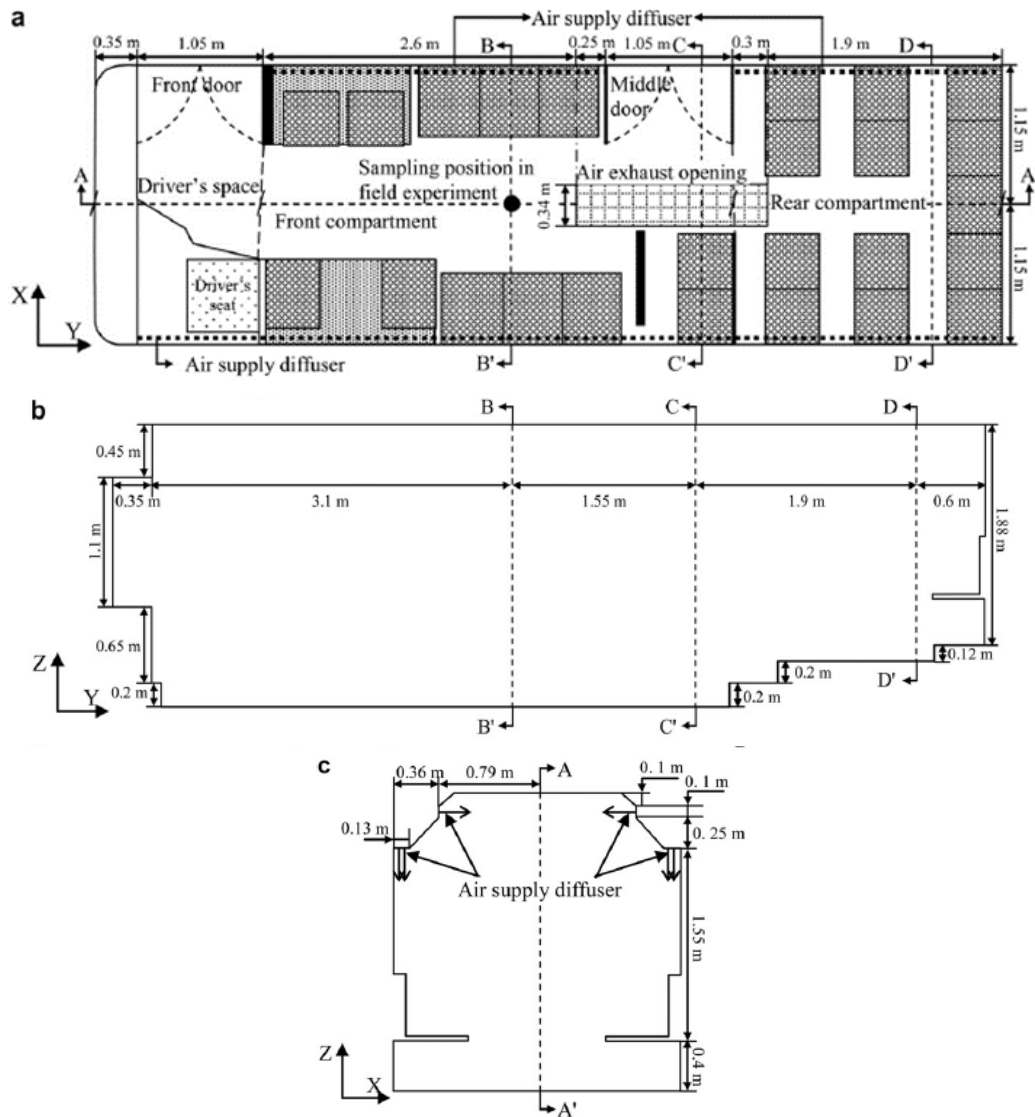 a
Air supply diffuser
0.35 m
1.05 m
2.6 m
B
0.25 m
1.05 m
C
0.3 m
1.9 m
D
Front door
Middle
door
1.15 m
A
Driver's space
Sampling position in
field experiment
Air exhaust opening
A
0.34 m
Front compartment
Rear compartment
Driver's
seat
1.15 m
X
Y
Air supply diffuser
B'
C'
D'
b
B
C
D
0.45 m
0.35 m
3.1 m
1.55 m
1.9 m
0.6 m
1.1 m
1.88 m
0.65 m
0.12 m
Z
0.2 m
0.2 m
0.2 m
D'
Y
B'
C'
c
0.36 m
0.79 m
A
0. 1 m
0. 1 m
0.13 m
0. 25 m
Air supply diffuser
1.55 m
Z
0.4 m
X
A'